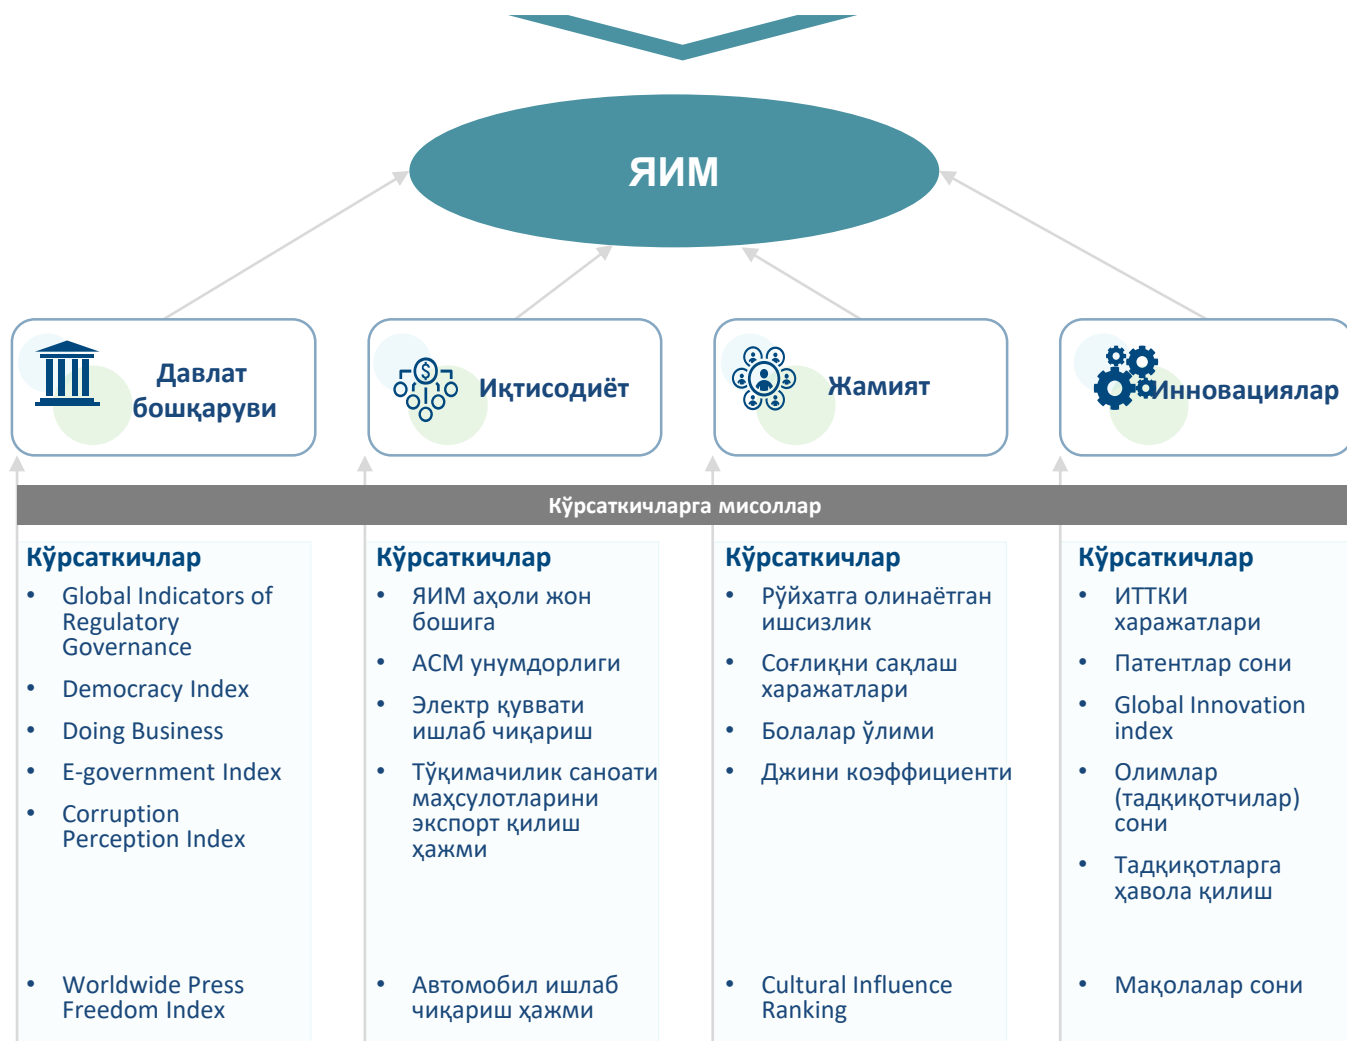 ЯИМ
Давлат
бошқаруви
Иқтисодиёт
Жамият
Инновациялар
Кўрсаткичларга мисоллар
Кўрсаткичлар
• Global Indicators of
Regulatory
Governance
• Democracy Index
• Doing Business
• E-government Index
• Corruption
Perception Index
• Worldwide Press
Freedom Index
Кўрсаткичлар
• ЯИМ аҳоли жон
бошига
• АСМ унумдорлиги
• Электр қуввати
ишлаб чиқариш
• Тўқимачилик саноати
маҳсулотларини
экспорт қилиш
ҳажми
• Автомобил ишлаб
чиқариш ҳажми
Кўрсаткичлар
• Рўйхатга олинаётган
ишсизлик
• Соғлиқни сақлаш
харажатлари
• Болалар ўлими
• Джини коэффициенти
• Cultural Influence
Ranking
Кўрсаткичлар
• ИТТКИ
харажатлари
• Патентлар сони
• Global Innovation
index
• Олимлар
(тадқиқотчилар)
сони
• Тадқиқотларга
ҳавола қилиш
• Мақолалар сони